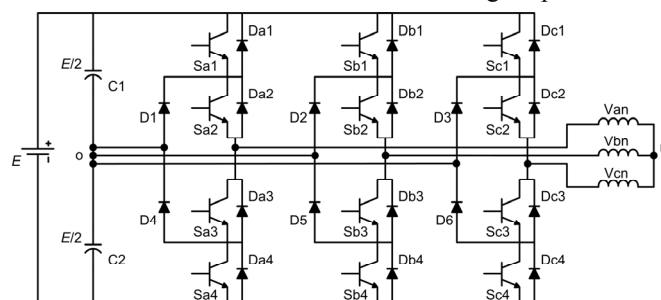 Da1 Db1 Dc1
E/2 Sa1 Sb1 Sc1
C1
D1 Da2 D2 Db2 D3 Dc2
Sa2 Sb2 Sc2
Van
E + - o Vbn
Vcn
Da3 Db3 Dc3
D4 Sa3 D5 Sb3 D6 Sc3
E/2
C2 Da4 Db4 Dc4
Sa4 Sb4 Sc4